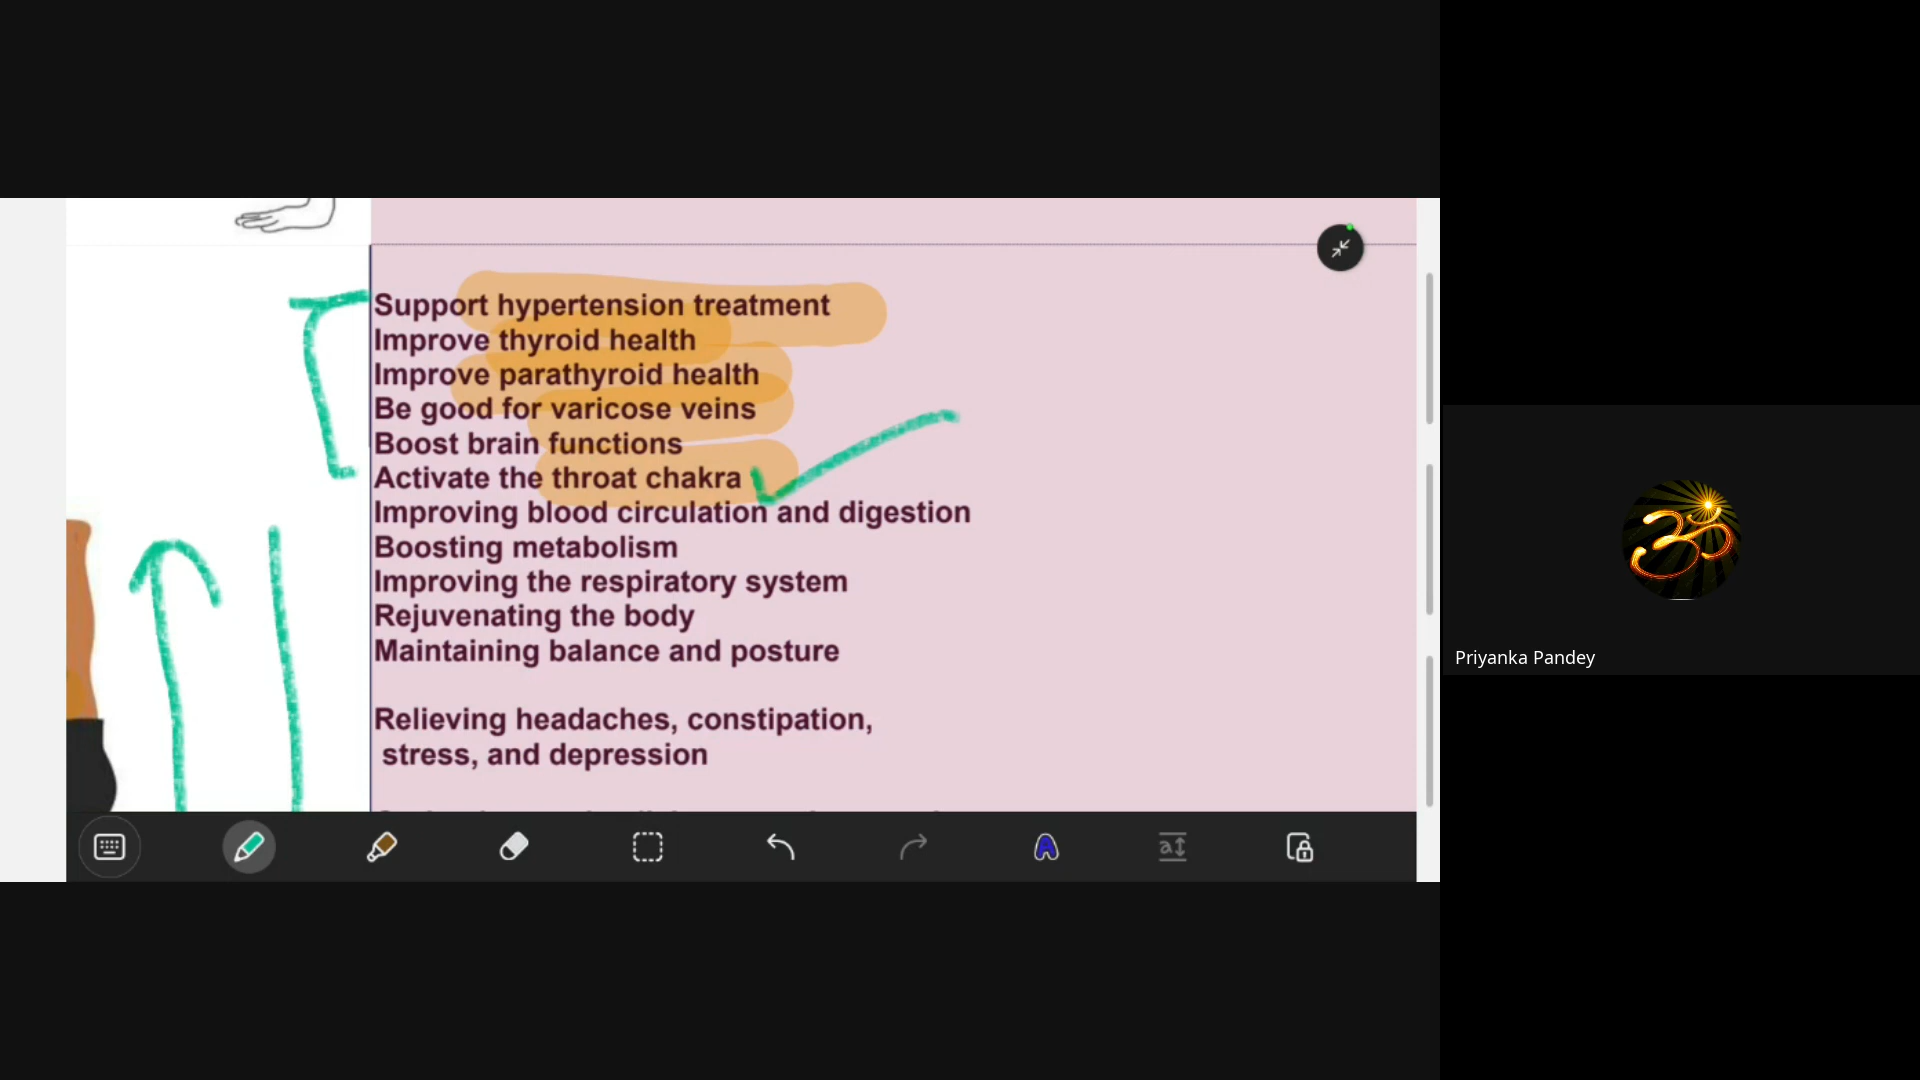 Support hypertension treatment
Improve thyroid health
Improve parathyroid health
Be good for varicose veins
Boost brain functions
Activate the throat chakra
Improving blood circulation and digestion
Boosting metabolism
Improving the respiratory system
Rejuvenating the body
Maintaining balance and posture
Relieving headaches, constipation,
stress, and depression
ॐ
Priyanka Pandey